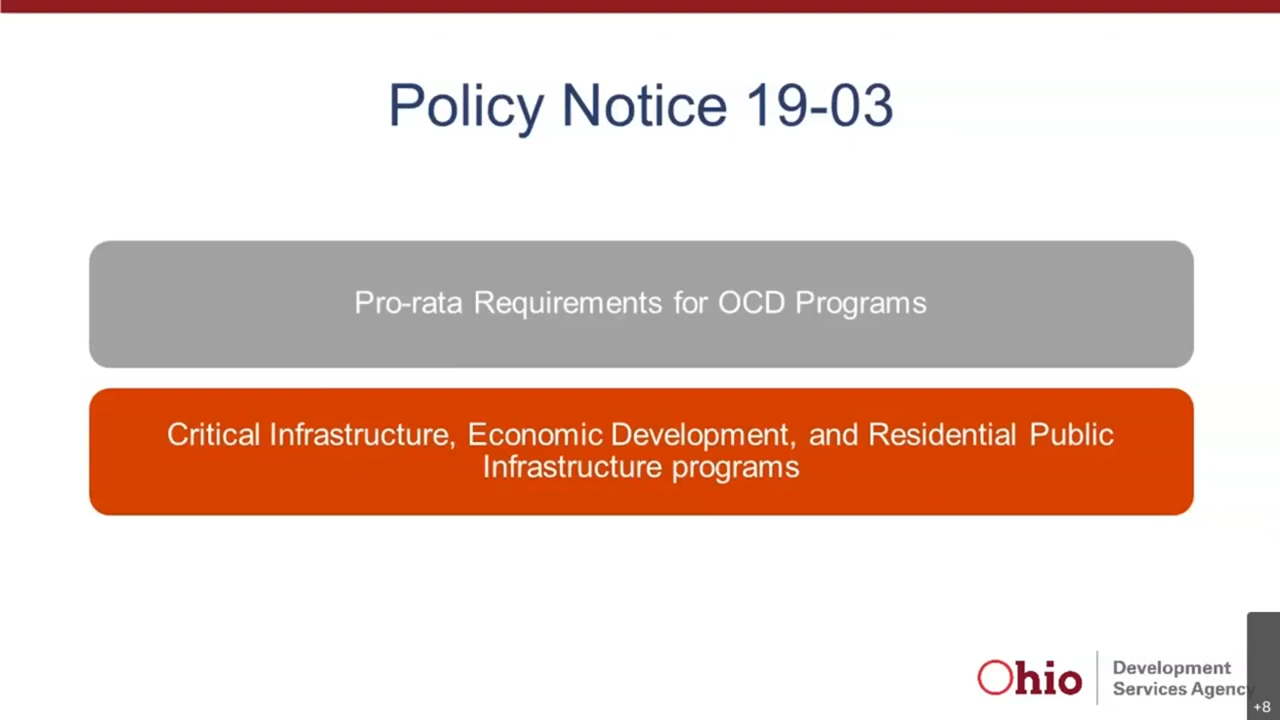 Policy Notice 19-03
Pro-rata Requirements for OCD Programs
Critical Infrastructure, Economic Development, and Residential Public
Infrastructure programs
Ohio
Development
Services Agency
+8